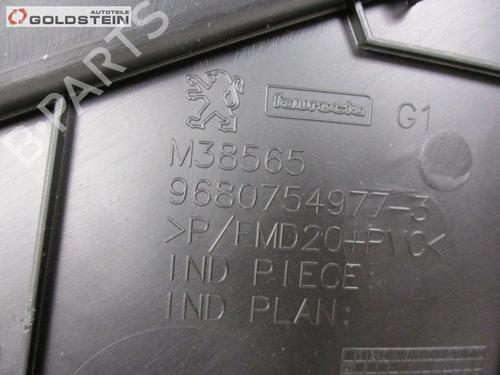 Autoteile
GOLDSTEIN
B-PARTS
faurecia
G1
M38565
9680754977-3
>P/EMD20+PVC<
IND PIECE:
IND PLAN: